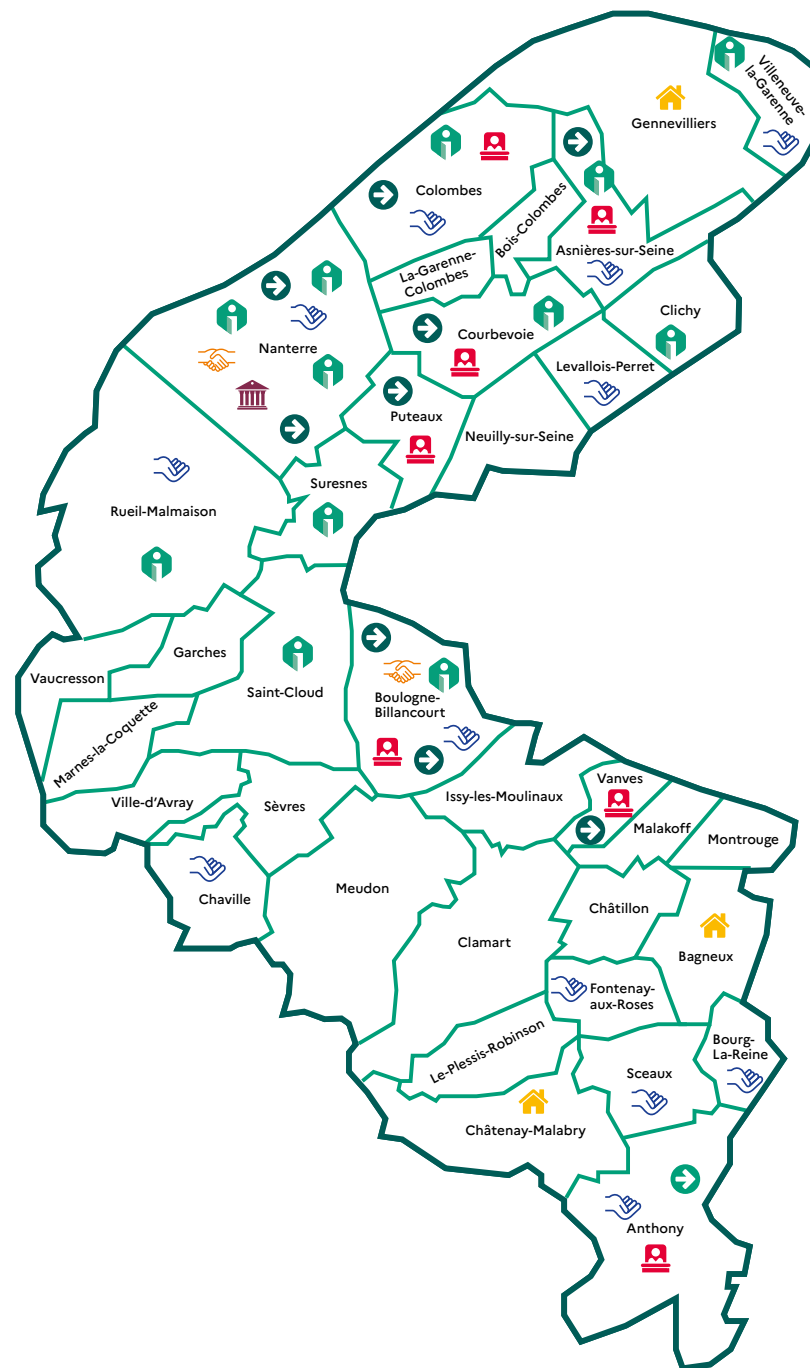 Villeneuve-
la-Garenne
Gennevilliers
Colombes
Bois-Colombes
Asnières-sur-Seine
La-Garenne-
Colombes
Clichy
Courbevoie
Nanterre
Levallois-Perret
Puteaux
Neuilly-sur-Seine
Suresnes
Rueil-Malmaison
Garches
Vaucresson
Saint-Cloud
Boulogne-
Billancourt
Marnes-la-Coquette
Vanves
Issy-les-Moulinaux
Ville-d'Avray
Sèvres
Malakoff
Montrouge
Meudon
Chaville
Châtillon
Clamart
Bagneux
Fontenay-
aux-Roses
Bourg-
La-Reine
Le-Plessis-Robinson
Sceaux
Châtenay-Malabry
Anthony